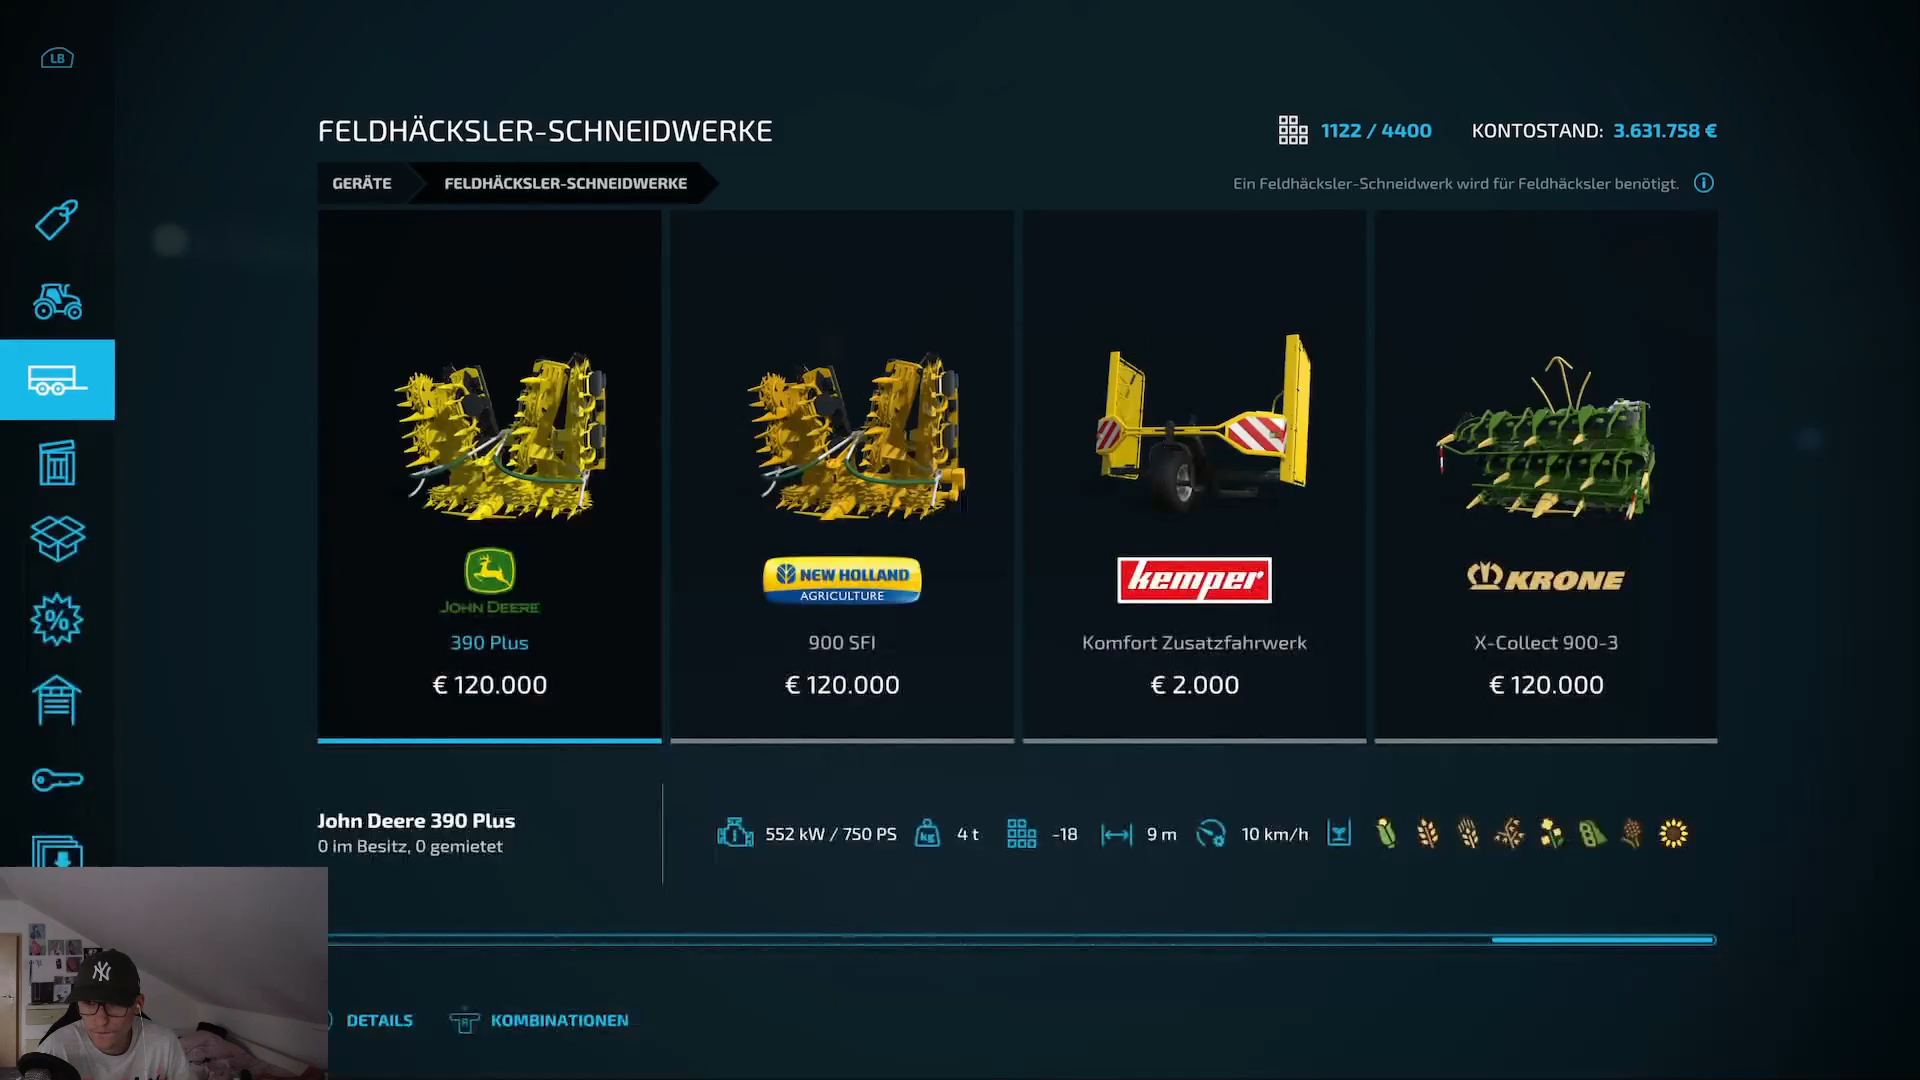 LB
FELDHÄCKSLER-SCHNEIDWERKE
1122 / 4400 KONTOSTAND: 3.631.758 €
GERÄTE FELDHÄCKSLER-SCHNEIDWERKE
Ein Feldhäcksler-Schneidwerk wird für Feldhäcksler benötigt.
JOHN DEERE
390 Plus
€ 120.000
NEW HOLLAND
AGRICULTURE
900 SFI
€ 120.000
kemper
Komfort Zusatzfahrwerk
€ 2.000
KRONE
X-Collect 900-3
€ 120.000
John Deere 390 Plus
0 im Besitz, 0 gemietet
552 kW / 750 PS kg 4 t -18 9 m 10 km/h
NY
DETAILS KOMBINATIONEN